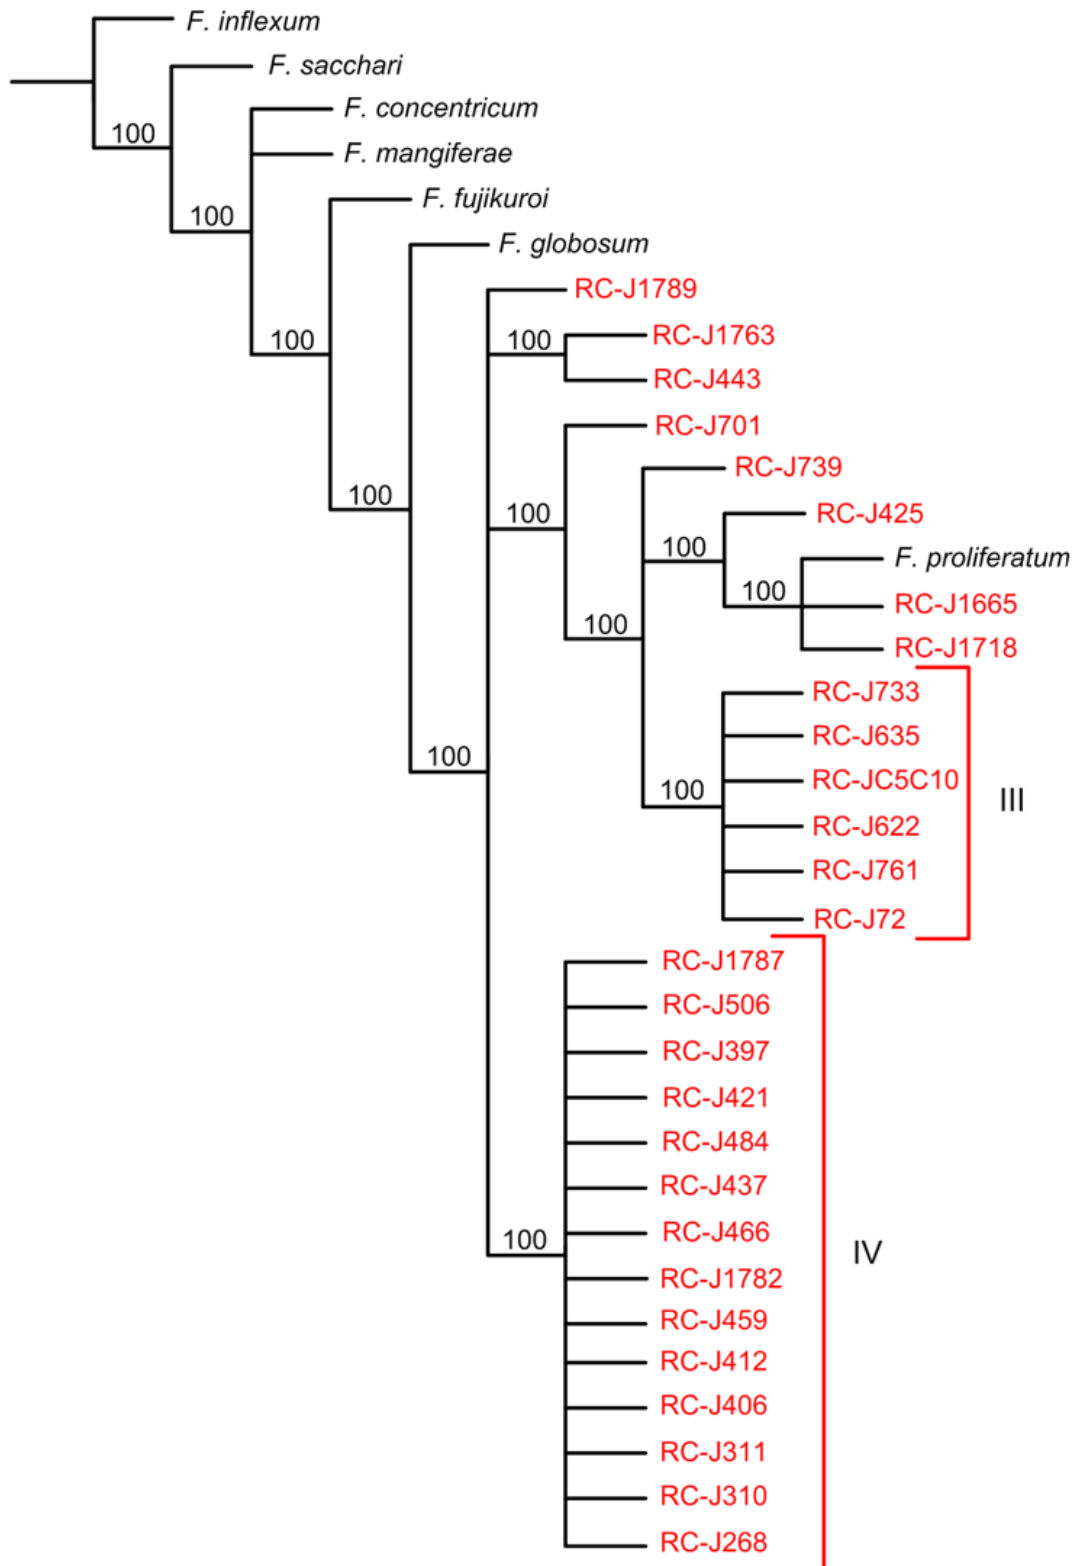 F. inflexum
F. sacchari
F. concentricum
100
F. mangiferae
F. fujikuroi
100
F. globosum
RC-J1789
RC-J1763
100
100
RC-J443
RC-J701
RC-J739
100
100
RC-J425
100
F. proliferatum
100
RC-J1665
100
RC-J1718
RC-J733
RC-J635
100
RC-JC5C10
100
III
RC-J622
RC-J761
RC-J72
RC-J1787
RC-J506
RC-J397
RC-J421
RC-J484
RC-J437
RC-J466
100
IV
RC-J1782
RC-J459
RC-J412
RC-J406
RC-J311
RC-J310
RC-J268